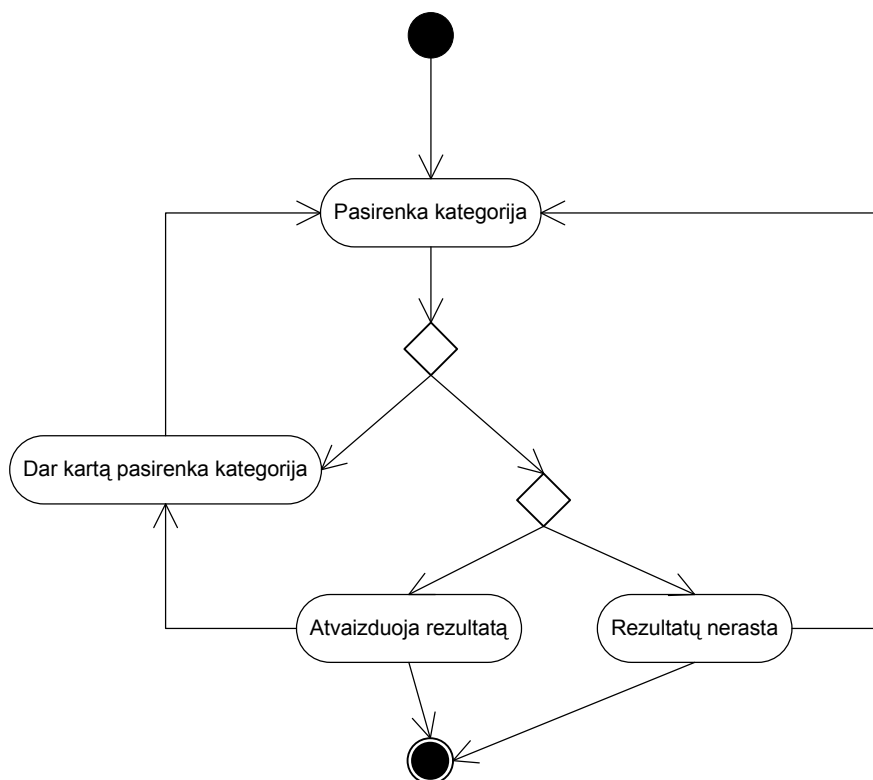 Pasirenka kategorija
Dar kartą pasirenka kategorija
Atvaizduoja rezultatą
Rezultatų nerasta